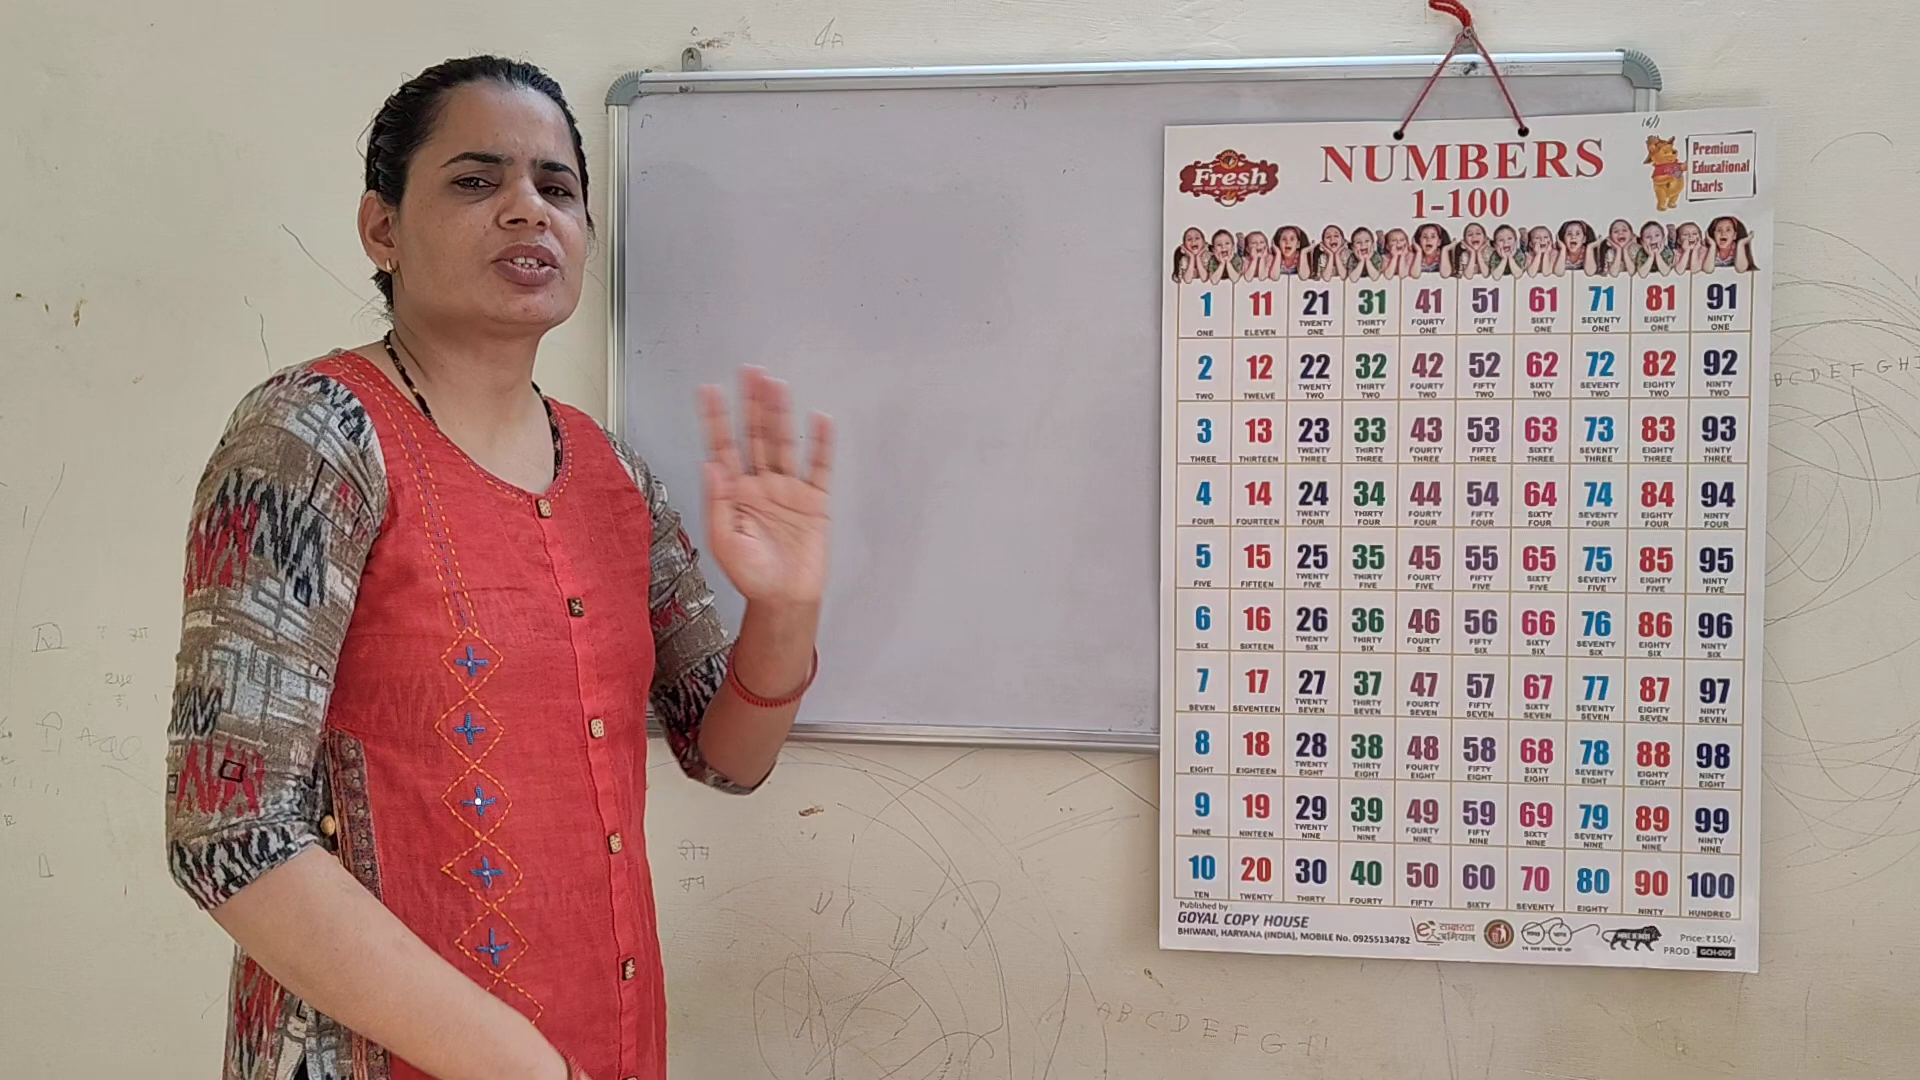 16/1
Fresh
NUMBERS
1-100
Premium
Educational
Charts
1 11 21 31 41 51 61 71 81 91
ONE ELEVEN TWENTY ONE THIRTY ONE FOURTY ONE FIFTY ONE SIXTY ONE SEVENTY ONE EIGHTY ONE NINTY ONE
2 12 22 32 42 52 62 72 82 92
TWO TWELVE TWENTY TWO THIRTY TWO FOURTY TWO FIFTY TWO SIXTY TWO SEVENTY TWO EIGHTY TWO NINTY TWO
3 13 23 33 43 53 63 73 83 93
THREE THIRTEEN TWENTY THREE THIRTY THREE FOURTY THREE FIFTY THREE SIXTY THREE SEVENTY THREE EIGHTY THREE NINTY THREE
4 14 24 34 44 54 64 74 84 94
FOUR FOURTEEN TWENTY FOUR THIRTY FOUR FOURTY FOUR FIFTY FOUR SIXTY FOUR SEVENTY FOUR EIGHTY FOUR NINTY FOUR
5 15 25 35 45 55 65 75 85 95
FIVE FIFTEEN TWENTY FIVE THIRTY FIVE FOURTY FIVE FIFTY FIVE SIXTY FIVE SEVENTY FIVE EIGHTY FIVE NINTY FIVE
6 16 26 36 46 56 66 76 86 96
SIX SIXTEEN TWENTY SIX THIRTY SIX FOURTY SIX FIFTY SIX SIXTY SIX SEVENTY SIX EIGHTY SIX NINTY SIX
7 17 27 37 47 57 67 77 87 97
SEVEN SEVENTEEN TWENTY SEVEN THIRTY SEVEN FOURTY SEVEN FIFTY SEVEN SIXTY SEVEN SEVENTY SEVEN EIGHTY SEVEN NINTY SEVEN
8 18 28 38 48 58 68 78 88 98
EIGHT EIGHTEEN TWENTY EIGHT THIRTY EIGHT FOURTY EIGHT FIFTY EIGHT SIXTY EIGHT SEVENTY EIGHT EIGHTY EIGHT NINTY EIGHT
9 19 29 39 49 59 69 79 89 99
NINE NINTEEN TWENTY NINE THIRTY NINE FOURTY NINE FIFTY NINE SIXTY NINE SEVENTY NINE EIGHTY NINE NINTY NINE
10 20 30 40 50 60 70 80 90 100
TEN TWENTY THIRTY FOURTY FIFTY SIXTY SEVENTY EIGHTY NINTY HUNDRED
Published by :
GOYAL COPY HOUSE
BHIWANI, HARYANA (INDIA), MOBILE No. 09255134782
साक्षरता
अभियान
Price: ₹150/-
PROD - GCH-005
B C D E F G H
A B C D E F G H